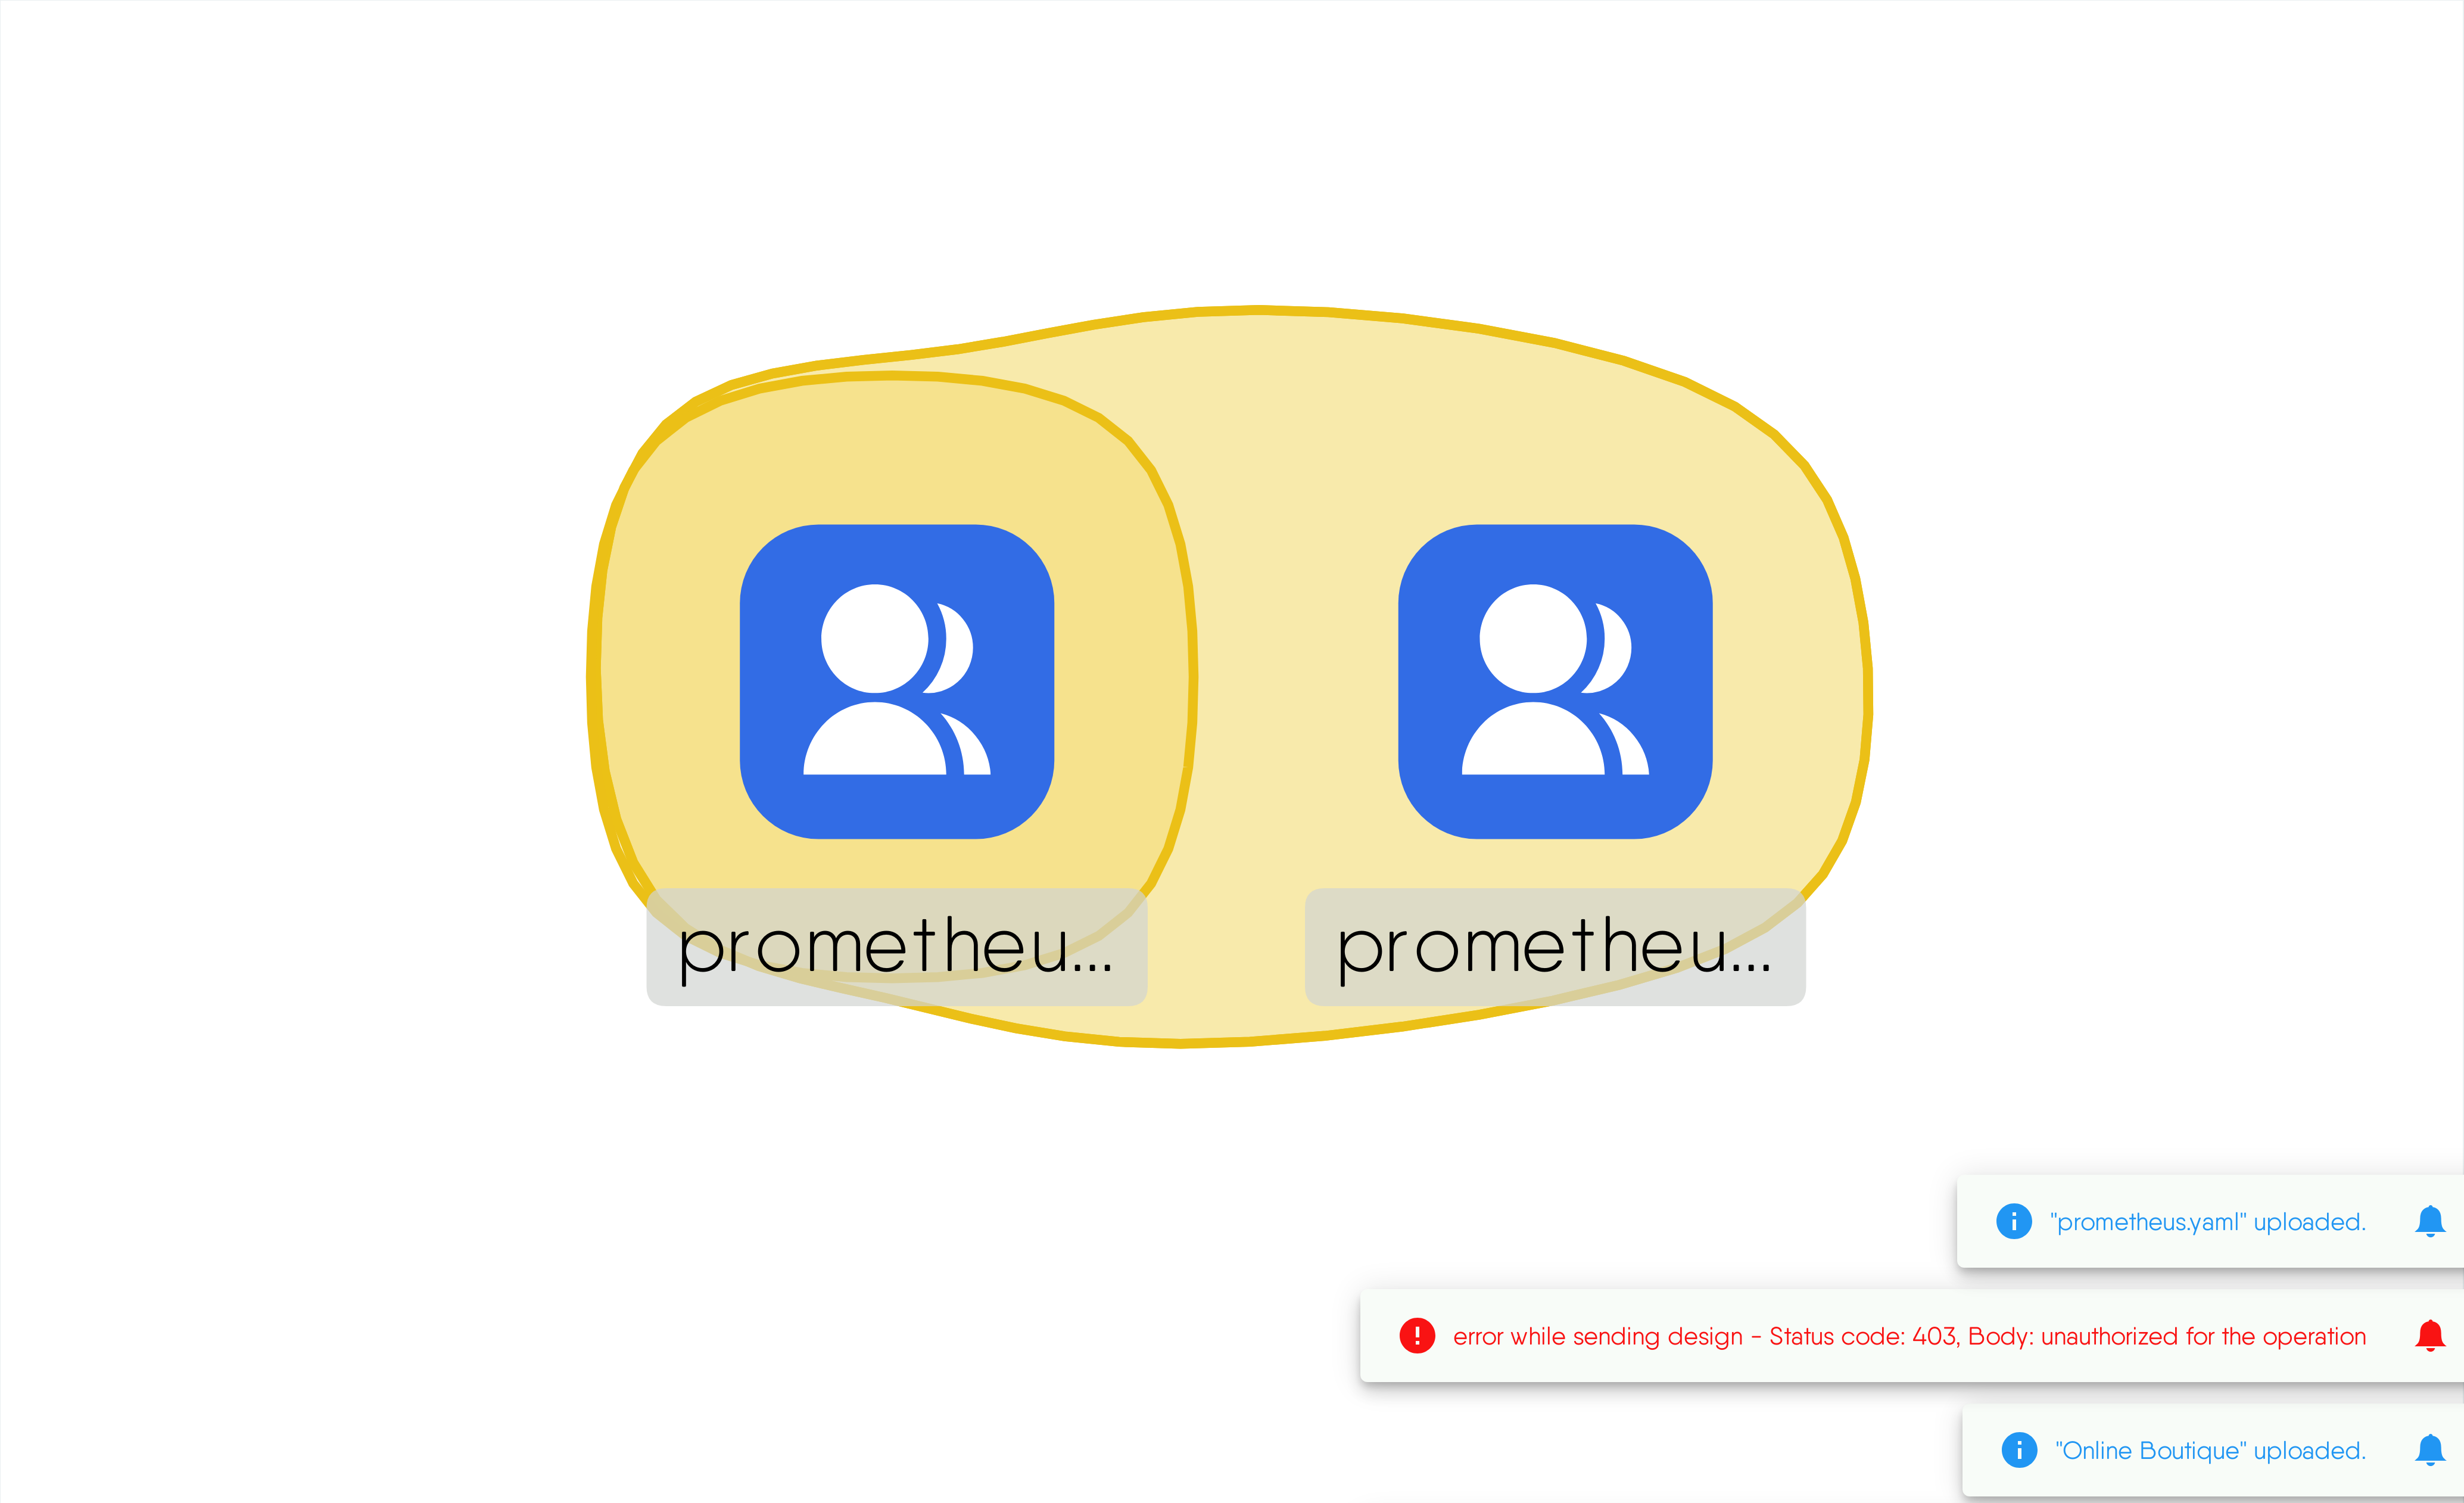 prometheu...
prometheu...
"prometheus.yaml" uploaded.
error while sending design - Status code: 403, Body: unauthorized for the operation
"Online Boutique" uploaded.